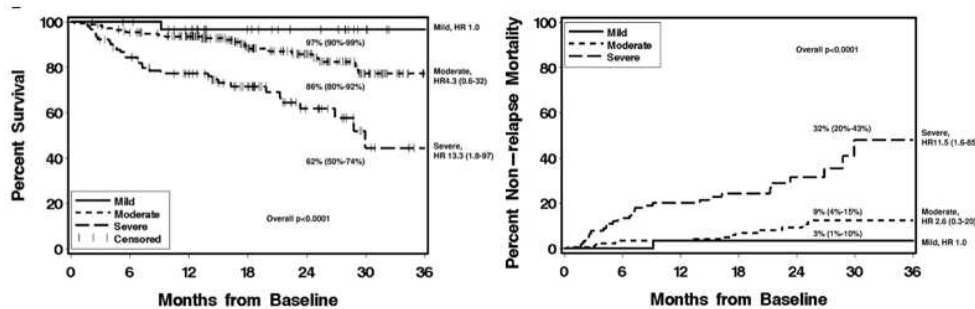 100
80
60
40
20
0
Percent Survival
Mild, HR 1.0
97% (90%-99%)
Moderate,
HR4.3 (0.6-32)
86% (80%-92%)
Severe,
HR 13.3 (1.8-97)
62% (50%-74%)
Mild
Moderate
Severe
Censored
Overall p<0.0001
0 6 12 18 24 30 36
Months from Baseline
Percent Non-relapse Mortality
100
80
60
40
20
0
Mild
Moderate
Severe
Overall p<0.0001
32% (20%-43%)
Severe,
HR11.5 (1.6-85
9% (4%-15%)
Moderate,
HR 2.6 (0.3-20)
3% (1%-10%)
Mild, HR 1.0
0 6 12 18 24 30 36
Months from Baseline